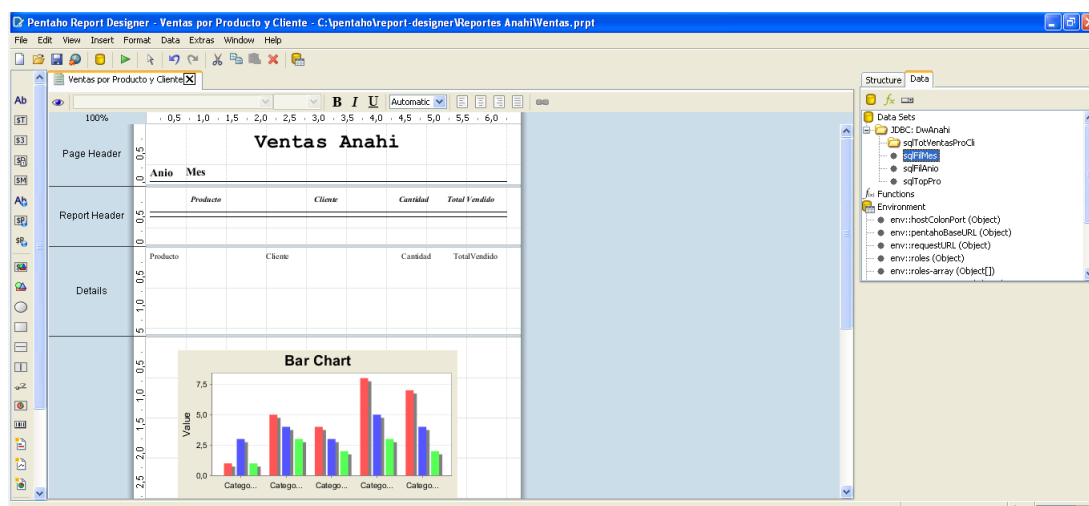 Pentaho Report Designer - Ventas por Producto y Cliente - C:\pentaho\report-designer\Reportes Anahi\Ventas.prpt
File Edit View Insert Format Data Extras Window Help
Ventas por Producto y Cliente
Structure Data
B I U Automatic
100% 0,5 1,0 1,5 2,0 2,5 3,0 3,5 4,0 4,5 5,0 5,5 6,0
Page Header
Ventas Anahi
Anio Mes
Report Header
Producto Cliente Cantidad Total Vendido
Details
Producto Cliente Cantidad TotalVendido
Bar Chart
Value
7,5
5,0
2,5
0,0
Catego... Catego... Catego... Catego... Catego...
Data Sets
JDBC: DwAnahi
sqlTotVentasProCli
sqlFilMes
sqlFilAnio
sqlTopPro
Functions
Environment
env::hostColonPort (Object)
env::pentahoBaseURL (Object)
env::requestURL (Object)
env::roles (Object)
env::roles-array (Object[])